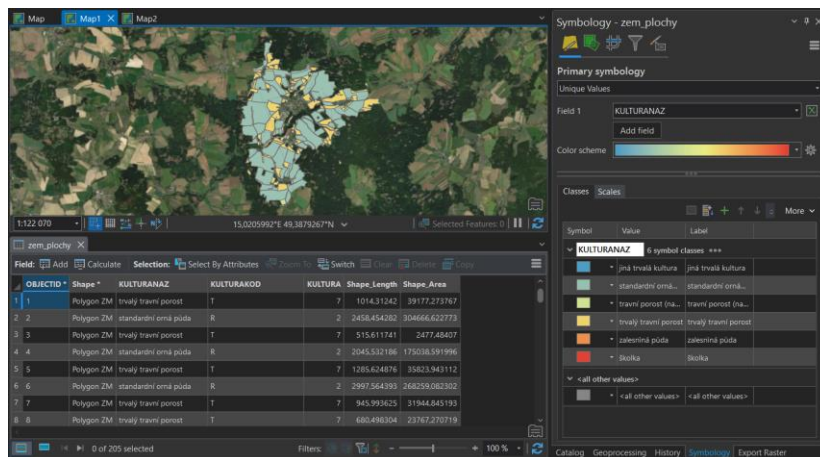 Map Map1 Map2
1:122 070 15,0205992°E 49,3879267°N Selected Features: 0
zem_plochy
Field: Add Calculate Selection: Select By Attributes Zoom To Switch Clear Delete Copy
OBJECTID * Shape * KULTURANAZ KULTURAKOD KULTURA Shape_Length Shape_Area
1 1 Polygon ZM trvalý travní porost T 7 1014,31242 39177,273767
2 2 Polygon ZM standardní orná půda R 2 2458,454282 304666,622773
3 3 Polygon ZM trvalý travní porost T 7 515,611741 2477,48407
4 4 Polygon ZM standardní orná půda R 2 2045,532186 175038,591996
5 5 Polygon ZM trvalý travní porost T 7 1285,624876 35823,943112
6 6 Polygon ZM standardní orná půda R 2 2997,564393 268259,082302
7 7 Polygon ZM trvalý travní porost T 7 945,993625 31944,845193
8 8 Polygon ZM trvalý travní porost T 7 680,498304 23767,270719
0 of 205 selected Filters: 100 %
Symbology - zem_plochy
Primary symbology
Unique Values
Field 1 KULTURANAZ
Add field
Color scheme
Classes Scales
More
Symbol Value Label
KULTURANAZ 6 symbol classes
jiná trvalá kultura jiná trvalá kultura
standardní orná... standardní orná...
travní porost (na... travní porost (na...
trvalý travní porost trvalý travní porost
zalesniná půda zalesniná půda
školka školka
<all other values>
<all other values> <all other values>
Catalog Geoprocessing History Symbology Export Raster